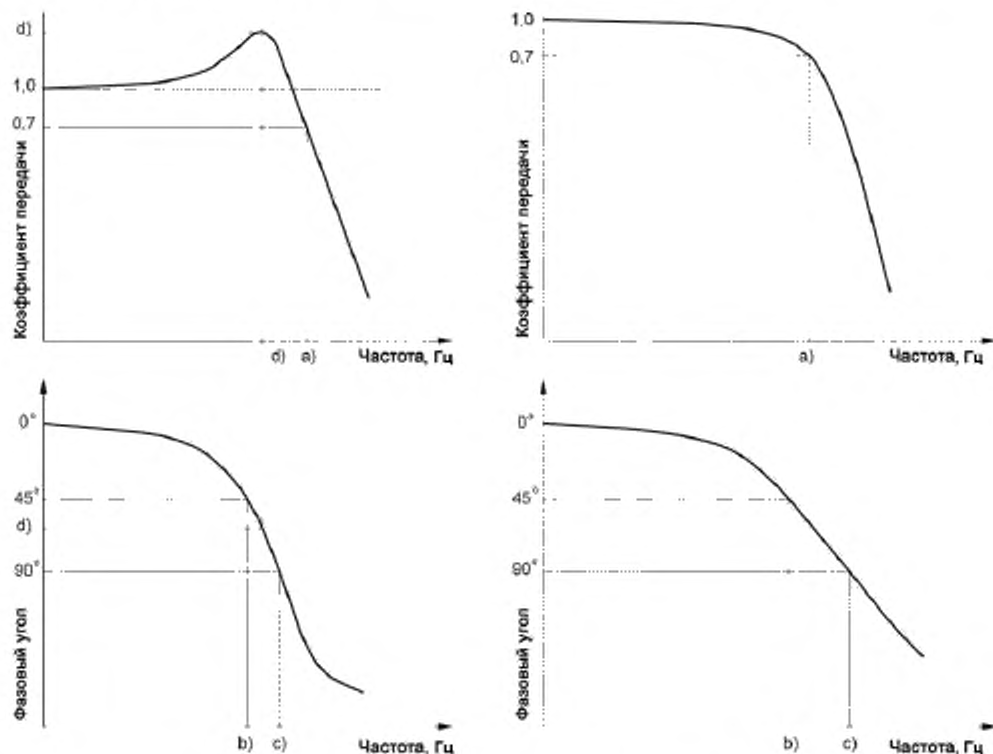 d)
1,0
0,7
Коэффициент передачи
d) a) Частота, Гц
1,0
0,7
Коэффициент передачи
a) Частота, Гц
0°
45°
d)
90°
Фазовый угол
b) c) Частота, Гц
0°
45°
90°
Фазовый угол
b) c) Частота, Гц